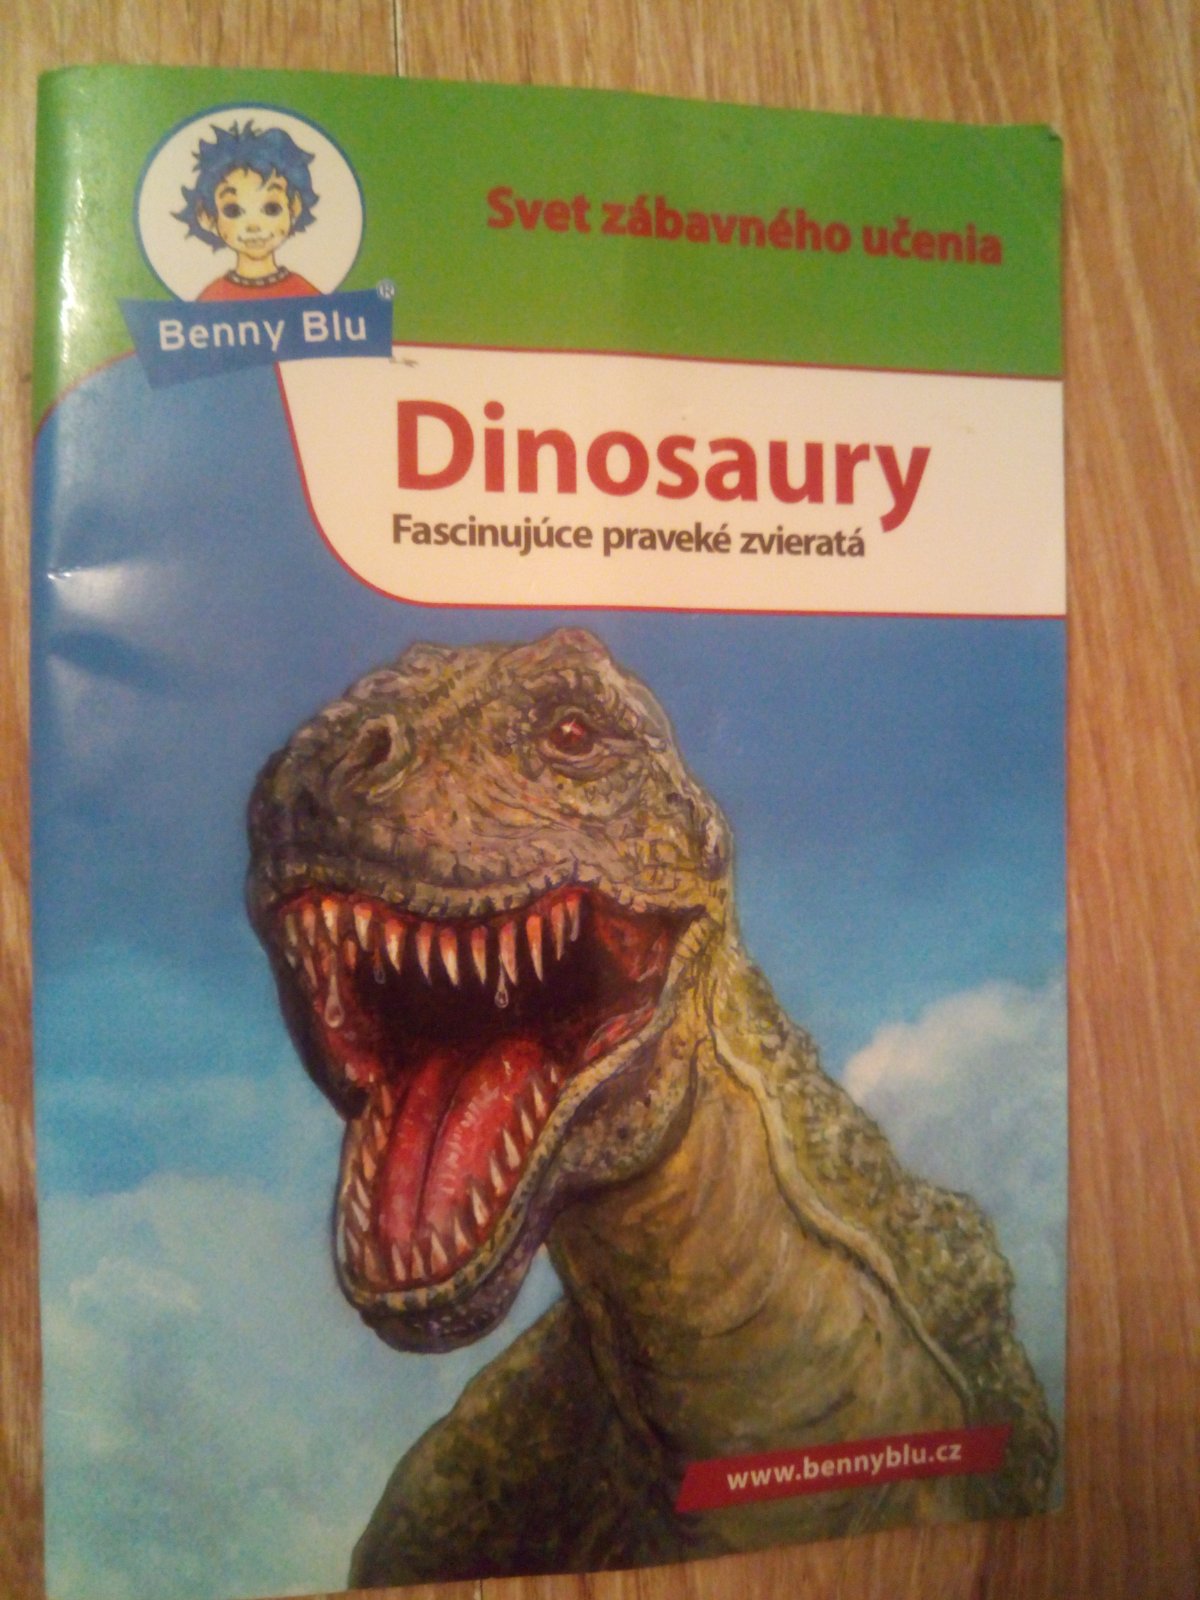 Svet zábavného učenia
Benny Blu®
Dinosaury
Fascinujúce praveké zvieratá
www.bennyblu.cz